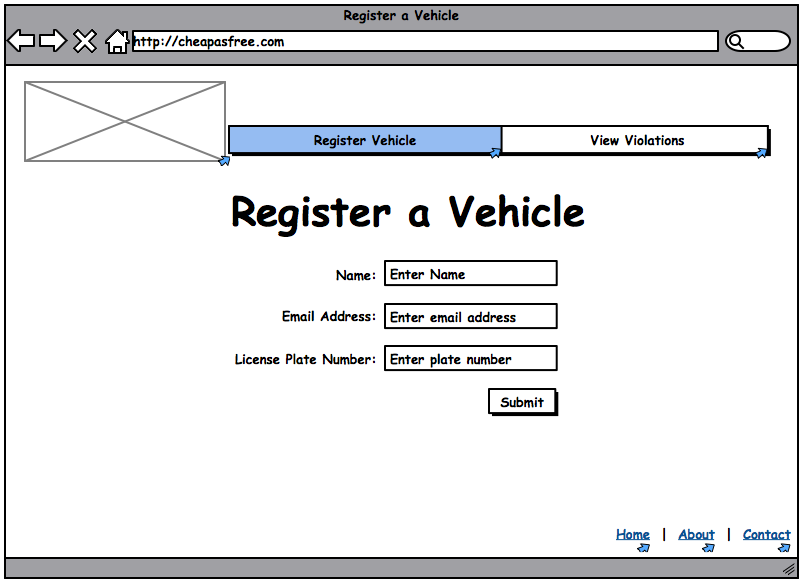 Register a Vehicle
http://cheapasfree.com
Register Vehicle View Violations
Register a Vehicle
Name: Enter Name
Email Address: Enter email address
License Plate Number: Enter plate number
Submit
Home | About | Contact